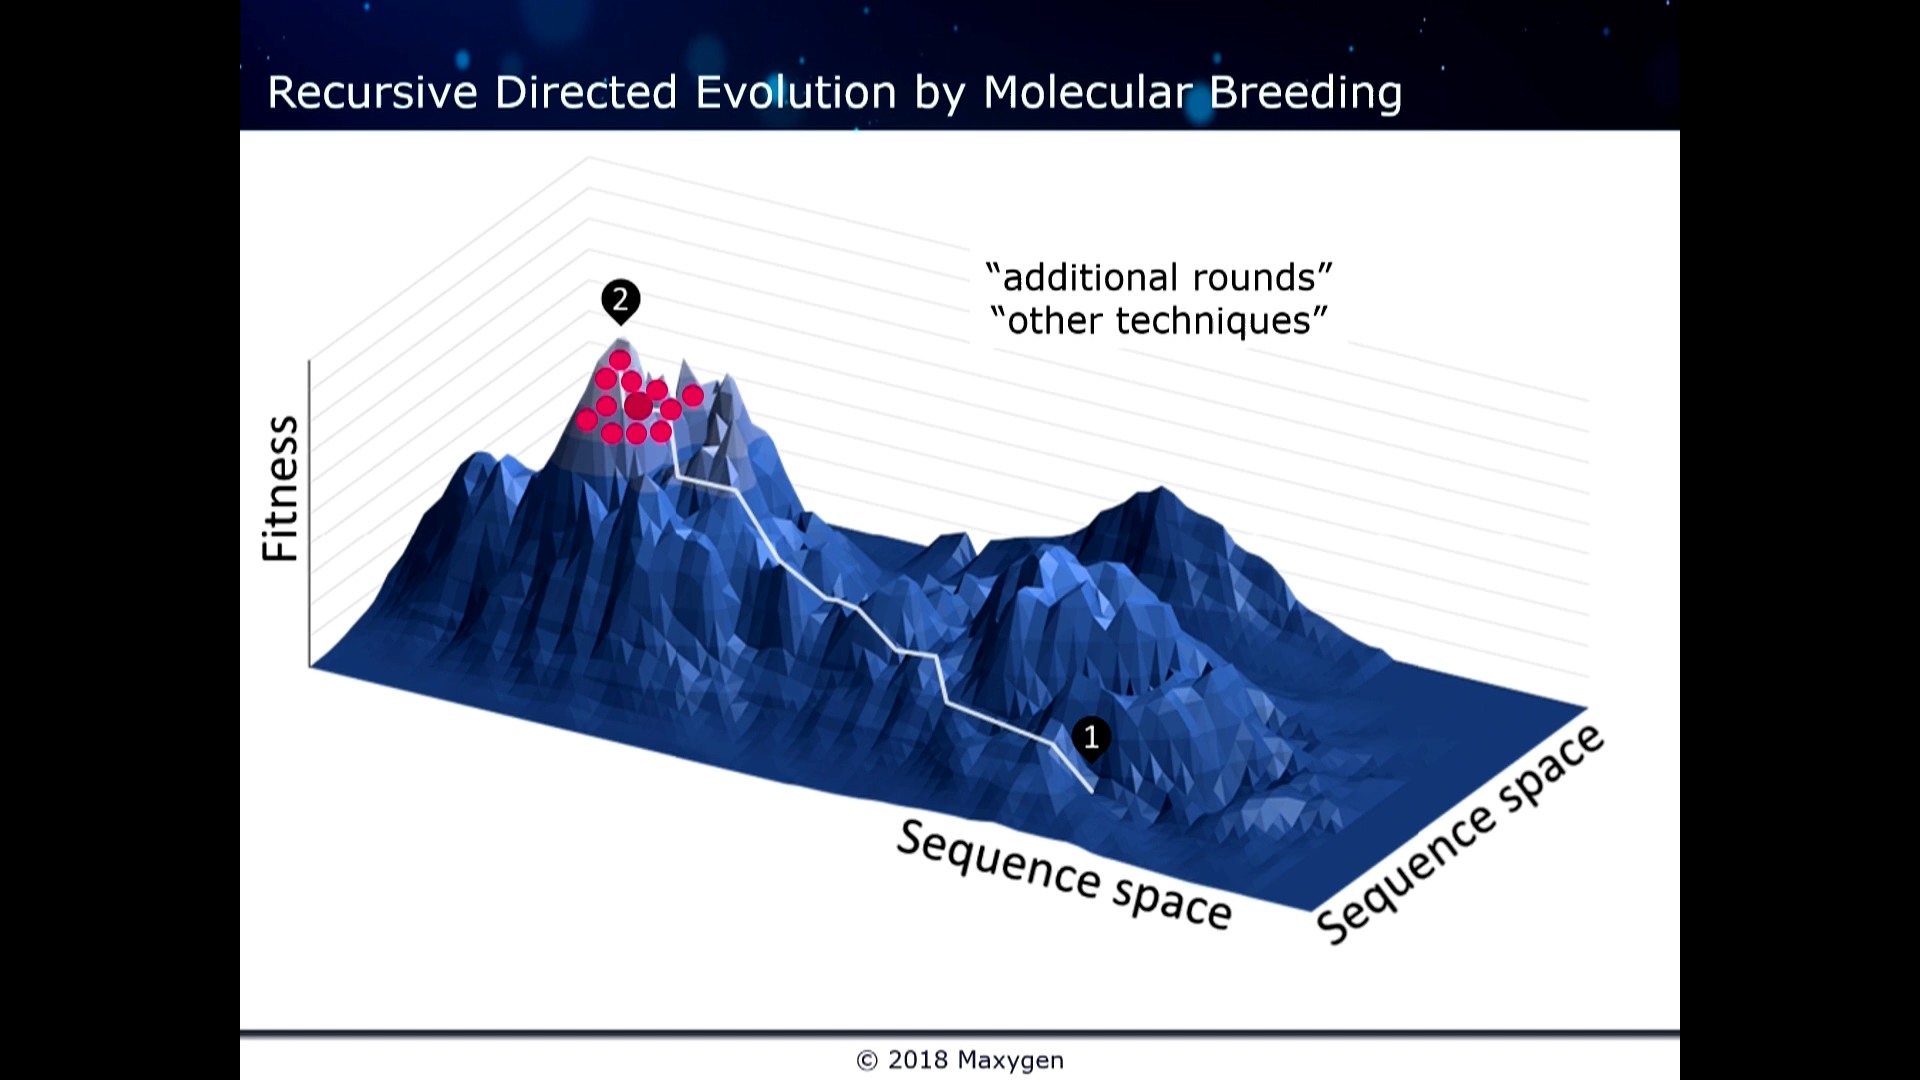 Recursive Directed Evolution by Molecular Breeding
“additional rounds”
“other techniques”
2
Fitness
1
Sequence space
Sequence space
© 2018 Maxygen